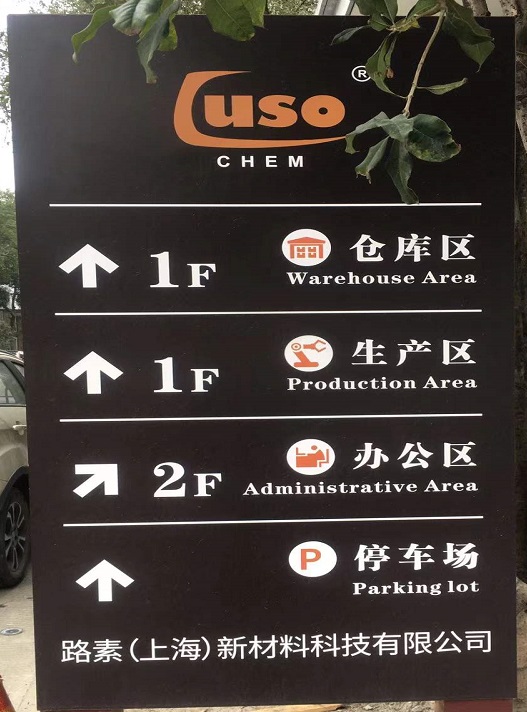 Luso ®
CHEM
1F 仓库区
Warehouse Area
1F 生产区
Production Area
2F 办公区
Administrative Area
P 停车场
Parking lot
路素(上海)新材料科技有限公司